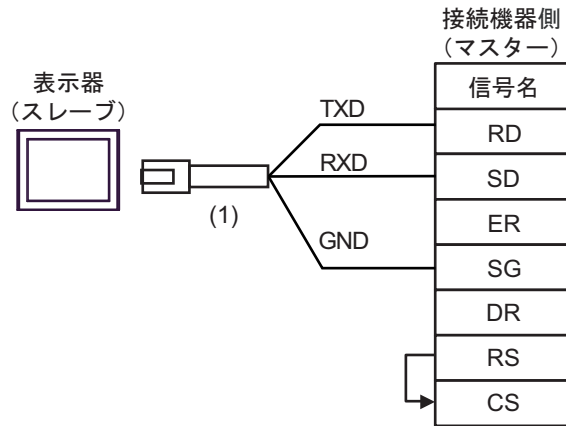 接続機器側
（マスター）
表示器
（スレーブ）
信号名
TXD
RD
RXD
SD
(1)
ER
GND
SG
DR
RS
CS